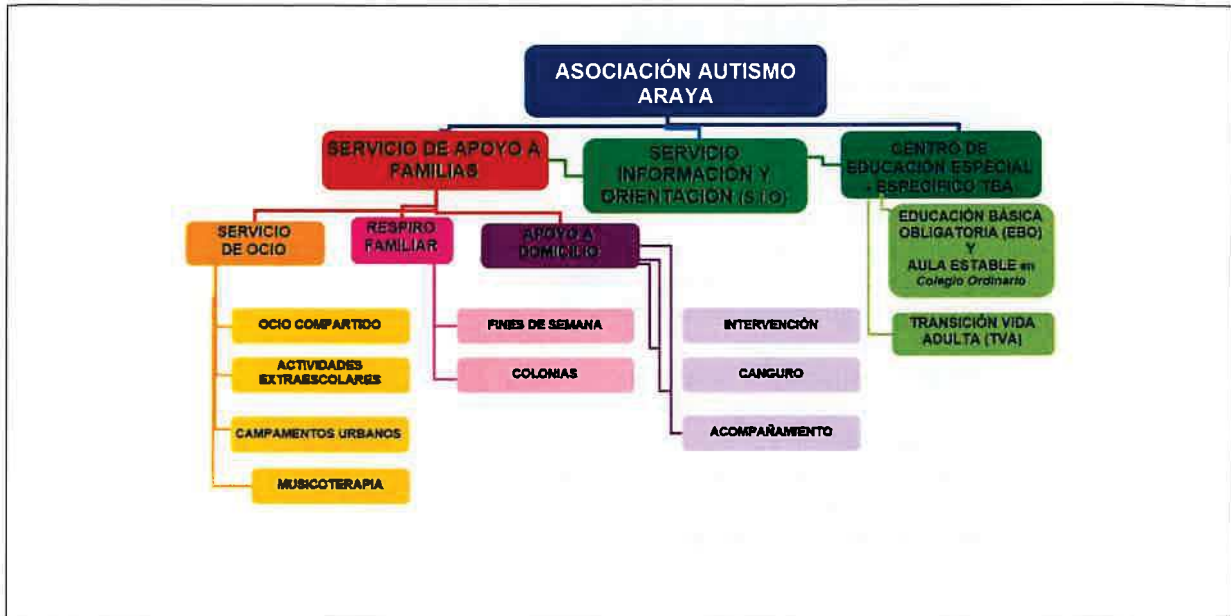 ASOCIACIÓN AUTISMO
ARAYA
SERVICIO DE APOYO A
FAMILIAS
SERVICIO
INFORMACIÓN Y
ORIENTACIÓN (S.I.O)
CENTRO DE
EDUCACIÓN ESPECIAL
- ESPECÍFICO TEA
SERVICIO
DE OCIO
RESPIRO
FAMILIAR
APOYO A
DOMICILIO
EDUCACIÓN BÁSICA
OBLIGATORIA (EBO)
Y
AULA ESTABLE en
Colegio Ordinario
OCIO COMPARTIDO
FINES DE SEMANA
INTERVENCIÓN
TRANSICIÓN VIDA
ADULTA (TVA)
ACTIVIDADES
EXTRAESCOLARES
COLONIAS
CANGURO
CAMPAMENTOS URBANOS
ACOMPAÑAMIENTO
MUSICOTERAPIA